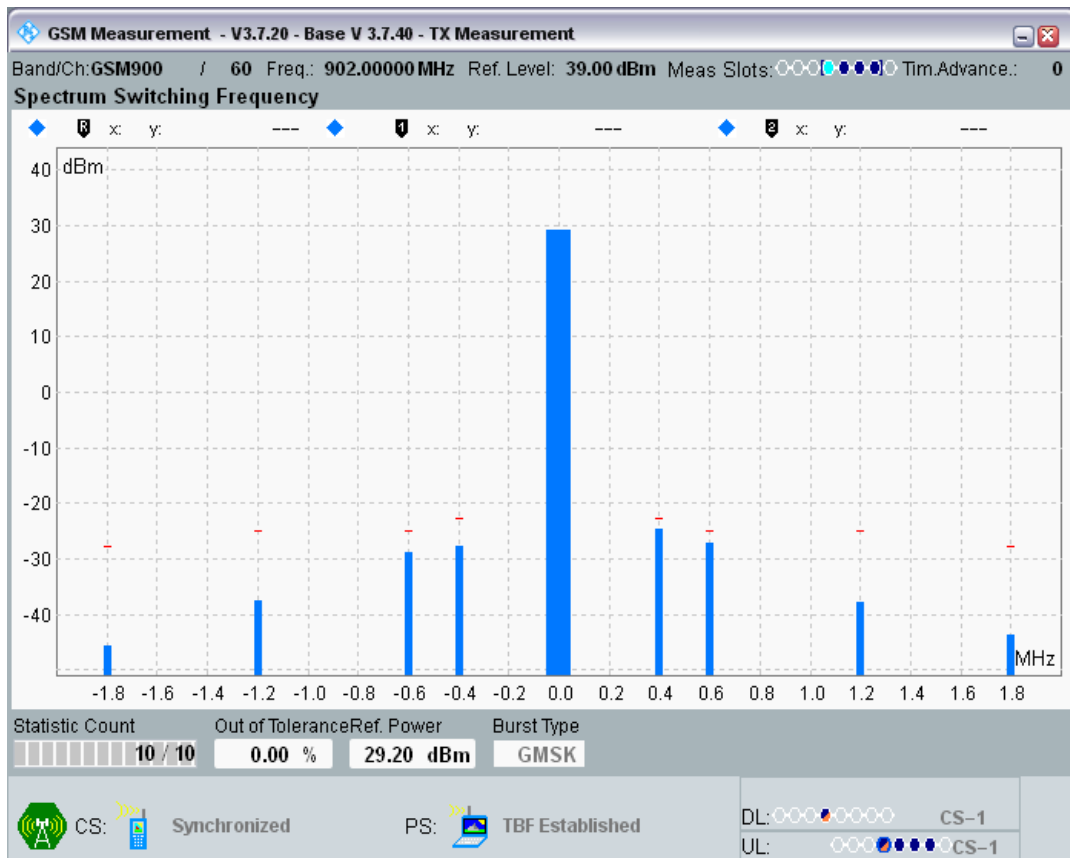 GSM Measurement - V3.7.20 - Base V 3.7.40 - TX Measurement
Band/Ch:GSM900 / 60 Freq.: 902.00000 MHz Ref. Level: 39.00 dBm Meas Slots: Tim.Advance.: 0
Spectrum Switching Frequency
R x: y: --- 1 x: y: --- 2 x: y: ---
dBm
40
30
20
10
0
-10
-20
-30
-40
MHz
-1.8 -1.6 -1.4 -1.2 -1.0 -0.8 -0.6 -0.4 -0.2 0.0 0.2 0.4 0.6 0.8 1.0 1.2 1.4 1.6 1.8
Statistic Count Out of Tolerance Ref. Power Burst Type
10 / 10 0.00 % 29.20 dBm GMSK
CS: Synchronized PS: TBF Established
DL: CS-1
UL: CS-1